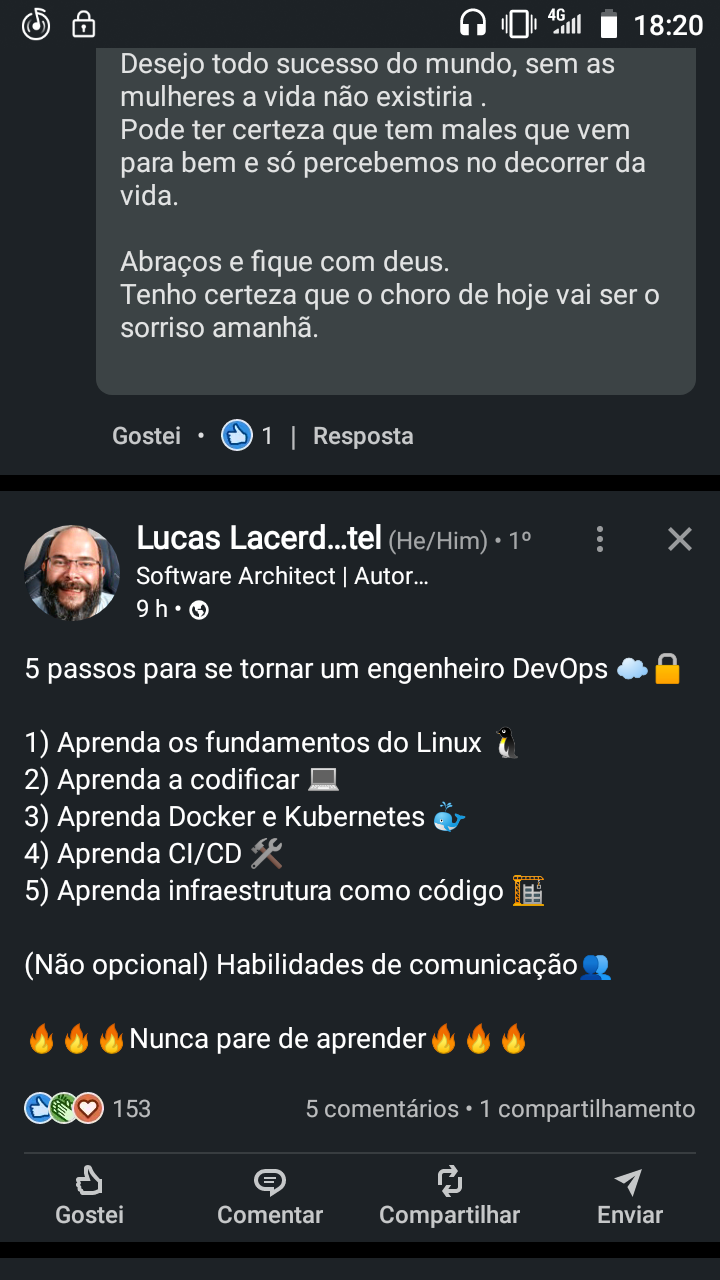 4G 18:20
Desejo todo sucesso do mundo, sem as
mulheres a vida não existiria .
Pode ter certeza que tem males que vem
para bem e só percebemos no decorrer da
vida.
Abraços e fique com deus.
Tenho certeza que o choro de hoje vai ser o
sorriso amanhã.
Gostei • 1 | Resposta
Lucas Lacerd...tel (He/Him) • 1º
Software Architect | Autor...
9 h •
5 passos para se tornar um engenheiro DevOps ☁️🔒
1) Aprenda os fundamentos do Linux 🐧
2) Aprenda a codificar 💻
3) Aprenda Docker e Kubernetes 🐳
4) Aprenda CI/CD 🛠️
5) Aprenda infraestrutura como código 🏗️
(Não opcional) Habilidades de comunicação👥
🔥🔥🔥Nunca pare de aprender🔥🔥🔥
153 5 comentários • 1 compartilhamento
Gostei Comentar Compartilhar Enviar